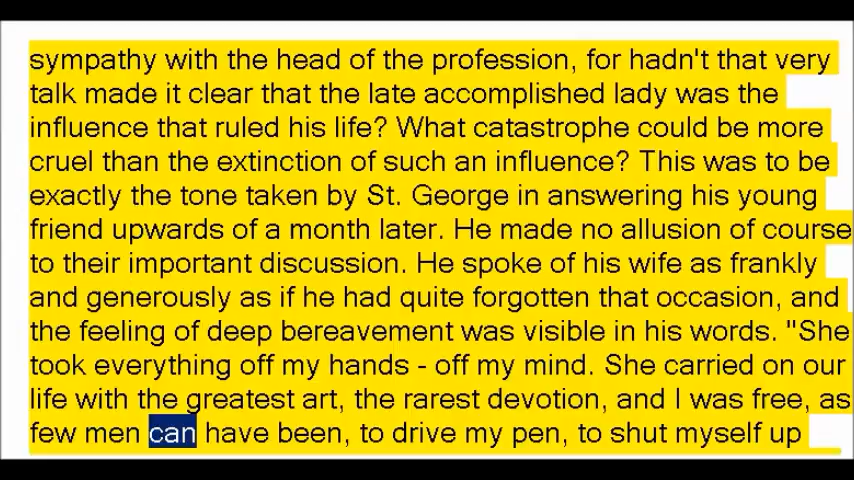 sympathy with the head of the profession, for hadn't that very
talk made it clear that the late accomplished lady was the
influence that ruled his life? What catastrophe could be more
cruel than the extinction of such an influence? This was to be
exactly the tone taken by St. George in answering his young
friend upwards of a month later. He made no allusion of course
to their important discussion. He spoke of his wife as frankly
and generously as if he had quite forgotten that occasion, and
the feeling of deep bereavement was visible in his words. "She
took everything off my hands - off my mind. She carried on our
life with the greatest art, the rarest devotion, and I was free, as
few men can have been, to drive my pen, to shut myself up